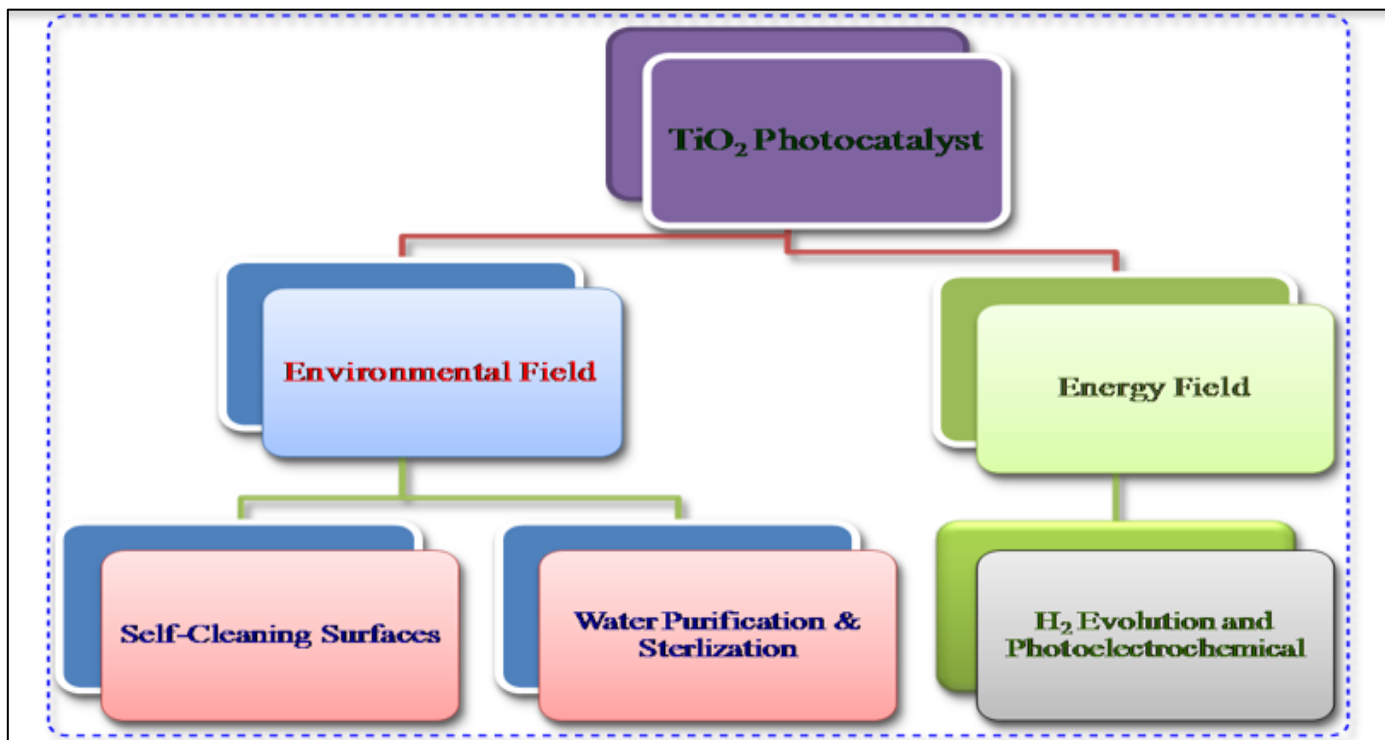 TiO₂ Photocatalyst
Environmental Field
Energy Field
Self-Cleaning Surfaces
Water Purification &
Sterlization
H₂ Evolution and
Photoelectrochemical